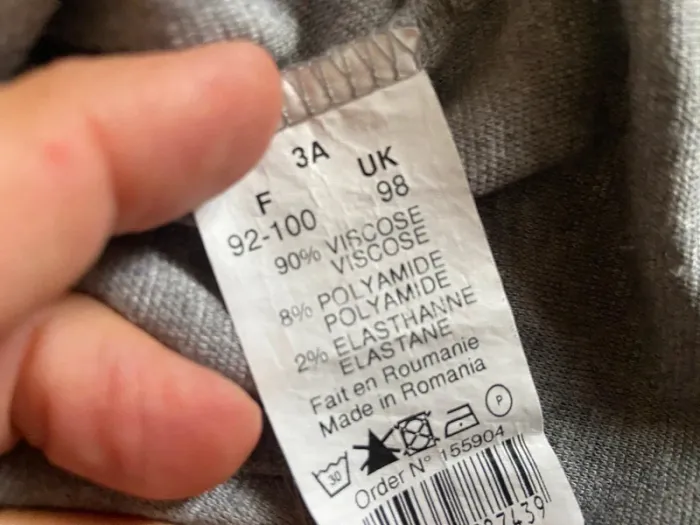 3A
F UK
92-100 98
90% VISCOSE
VISCOSE
8% POLYAMIDE
POLYAMIDE
2% ELASTHANNE
ELASTANE
Fait en Roumanie
Made in Romania
30 P
Order N° 155904